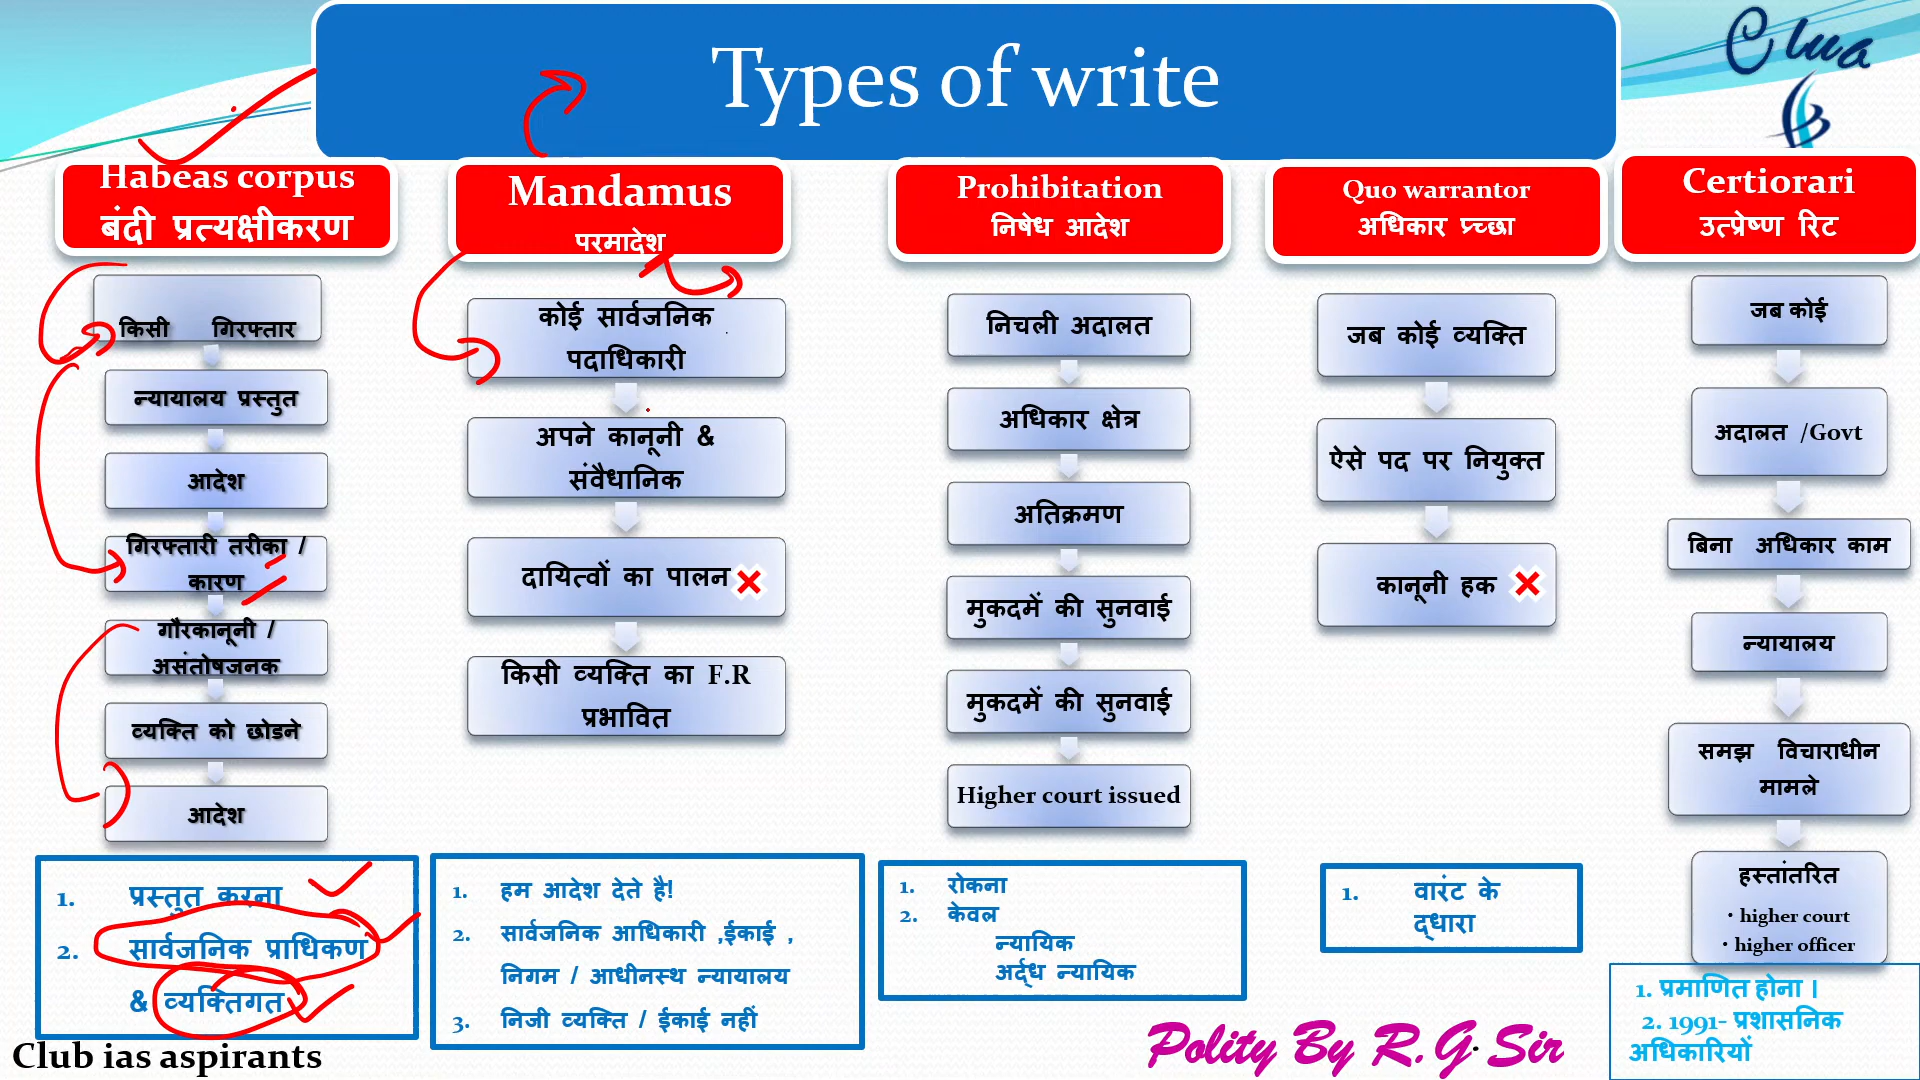 Types of write
Clua
Habeas corpus
बंदी प्रत्यक्षीकरण
किसी गिरफ्तार
न्यायालय प्रस्तुत
आदेश
गिरफ्तारी तरीका /
कारण
गैरकानूनी /
असंतोषजनक
व्यक्ति को छोडने
आदेश
1. प्रस्तुत करना
2. सार्वजनिक प्राधिकण
& व्यक्तिगत
Club ias aspirants
Mandamus
परमादेश
कोई सार्वजनिक
पदाधिकारी
अपने कानूनी &
संवैधानिक
दायित्वों का पालन
किसी व्यक्ति का F.R
प्रभावित
1. हम आदेश देते है!
2. सार्वजनिक आधिकारी ,ईकाई ,
निगम / आधीनस्थ न्यायालय
3. निजी व्यक्ति / ईकाई नहीं
Prohibitation
निषेध आदेश
निचली अदालत
अधिकार क्षेत्र
अतिक्रमण
मुकदमें की सुनवाई
मुकदमें की सुनवाई
Higher court issued
1. रोकना
2. केवल
न्यायिक
अर्द्ध न्यायिक
Quo warrantor
अधिकार प्रच्छा
जब कोई व्यक्ति
ऐसे पद पर नियुक्त
कानूनी हक
1. वारंट के
द्धारा
Polity By R.G. Sir
Certiorari
उत्प्रेष्ण रिट
जब कोई
अदालत /Govt
बिना अधिकार काम
न्यायालय
समझ विचाराधीन
मामले
हस्तांतरित
• higher court
• higher officer
1. प्रमाणित होना ।
2. 1991- प्रशासनिक
अधिकारियों